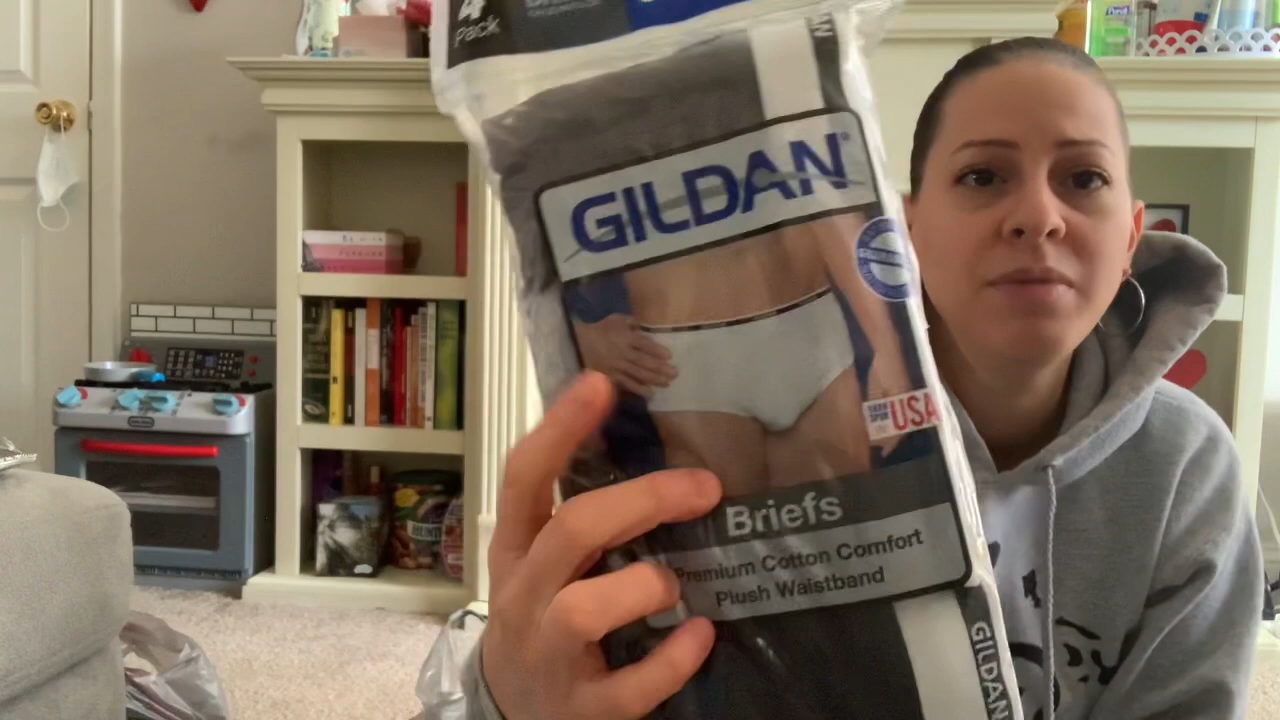 4
Pack
GILDAN®
USA
Briefs
Premium Cotton Comfort
Plush Waistband
GILDAN